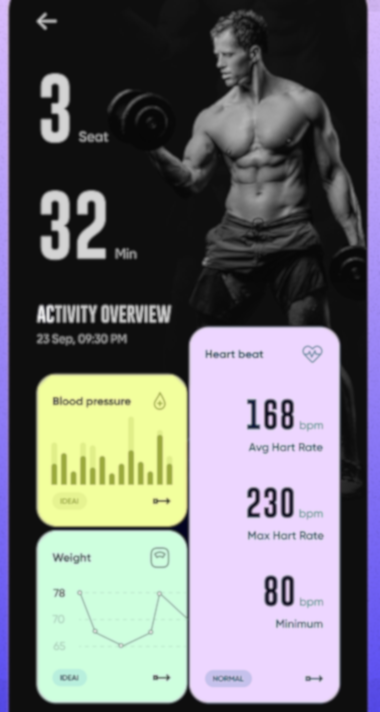 3 Seat
32 Min
ACTIVITY OVERVIEW
23 Sep, 09:30 PM
Heart beat
168 bpm
Avg Hart Rate
230 bpm
Max Hart Rate
80 bpm
Minimum
NORMAL
Blood pressure
IDEAL
Weight
78
70
65
IDEAL